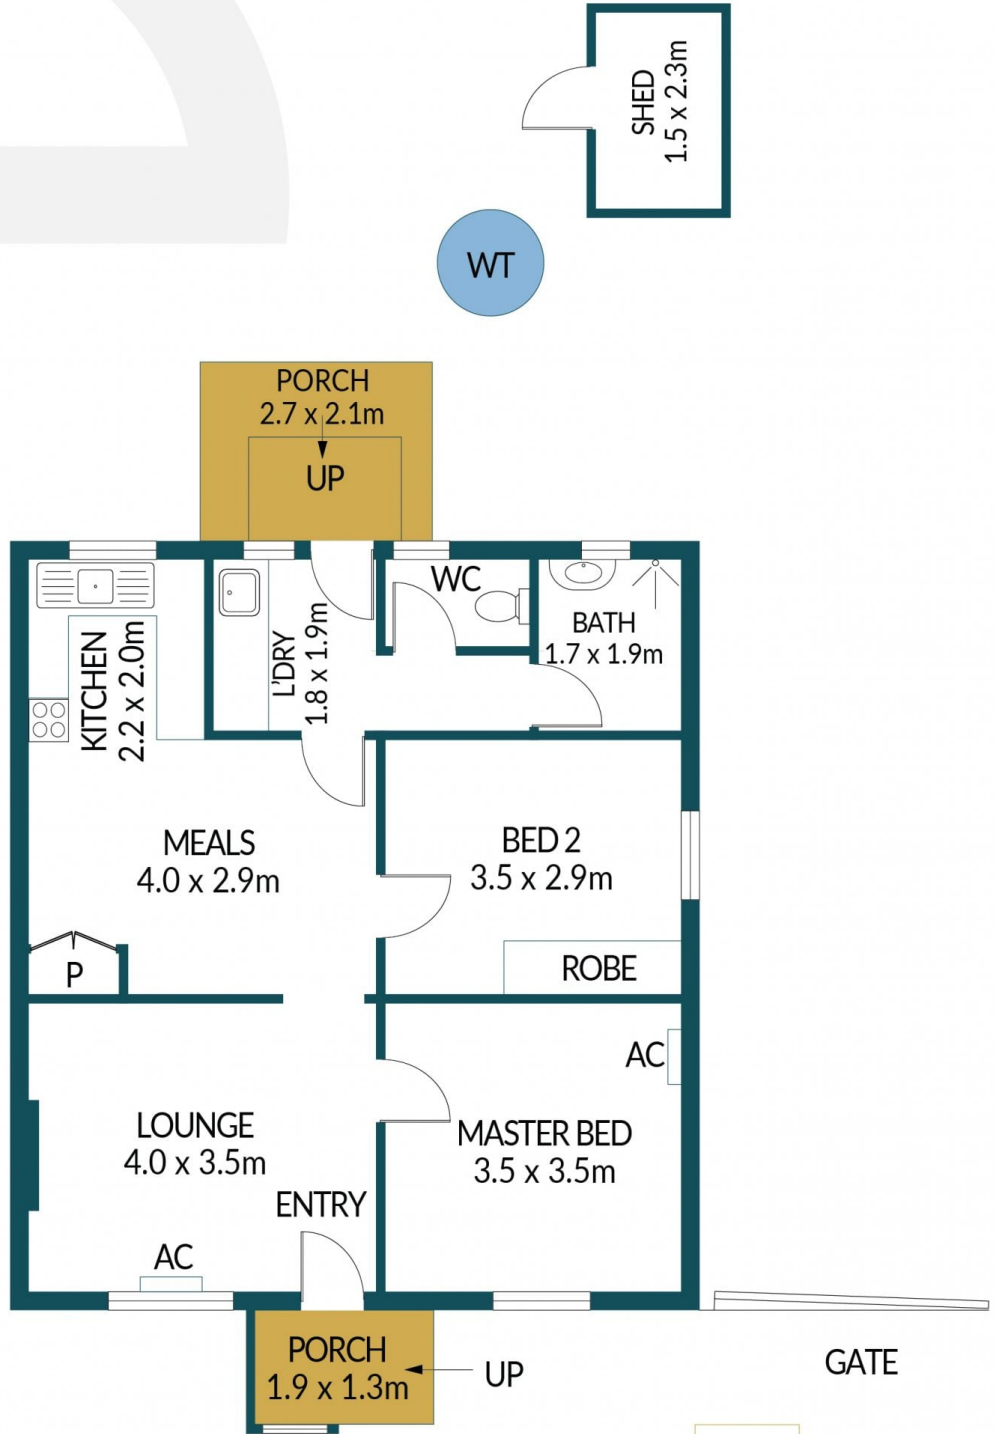 SHED
1.5 x 2.3m
WT
PORCH
2.7 x 2.1m
UP
WC
BATH
1.7 x 1.9m
L'DRY
1.8 x 1.9m
KITCHEN
2.2 x 2.0m
MEALS
4.0 x 2.9m
BED 2
3.5 x 2.9m
P
ROBE
AC
LOUNGE
4.0 x 3.5m
MASTER BED
3.5 x 3.5m
ENTRY
AC
PORCH
1.9 x 1.3m
UP
GATE